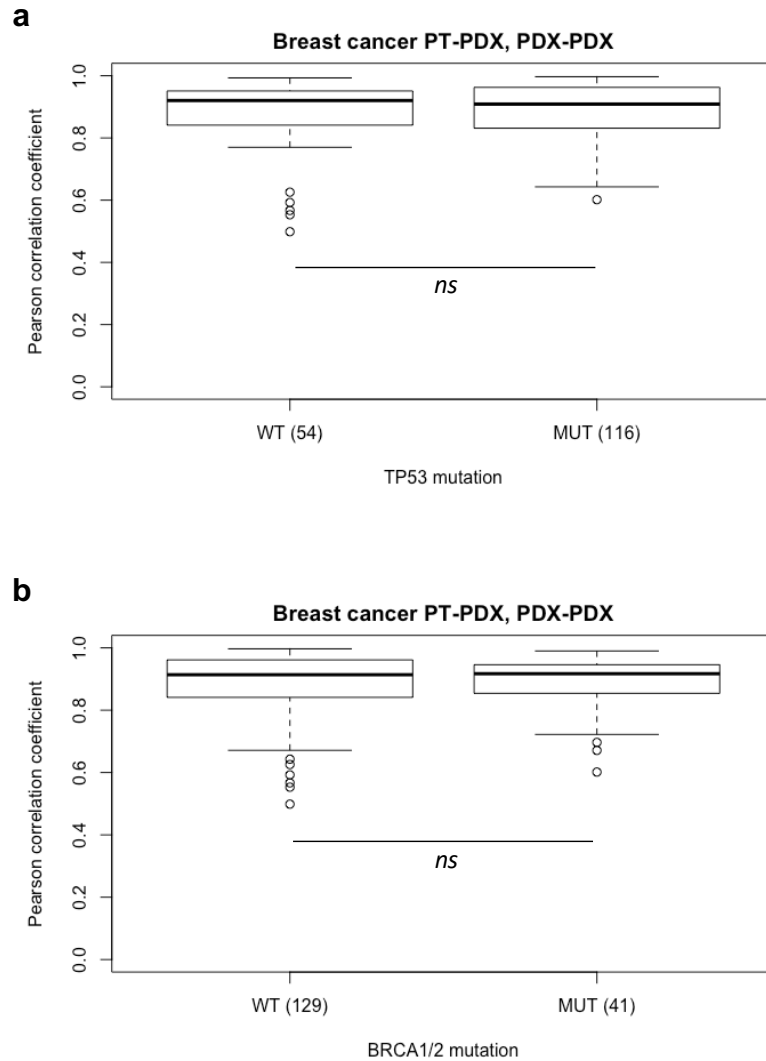 a
Breast cancer PT-PDX, PDX-PDX
Pearson correlation coefficient
1.0
0.8
0.6
0.4
0.2
0.0
ns
WT (54)
MUT (116)
TP53 mutation
b
Breast cancer PT-PDX, PDX-PDX
Pearson correlation coefficient
1.0
0.8
0.6
0.4
0.2
0.0
ns
WT (129)
MUT (41)
BRCA1/2 mutation